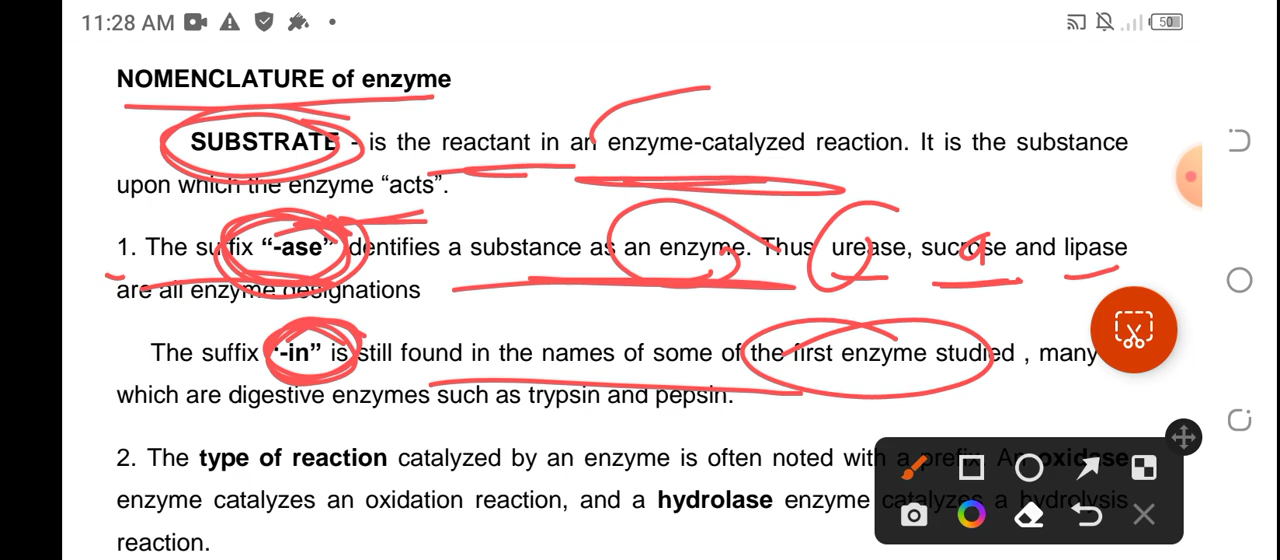 11:28 AM
50
NOMENCLATURE of enzyme
SUBSTRATE - is the reactant in an enzyme-catalyzed reaction. It is the substance
upon which the enzyme “acts”.
1. The suffix “-ase” identifies a substance as an enzyme. Thus urease, sucrose and lipase
a
are all enzyme designations
The suffix “-in” is still found in the names of some of the first enzyme studied , many
which are digestive enzymes such as trypsin and pepsin.
2. The type of reaction catalyzed by an enzyme is often noted with a prefix. An oxidase
enzyme catalyzes an oxidation reaction, and a hydrolase enzyme catalyzes a hydrolysis
reaction.